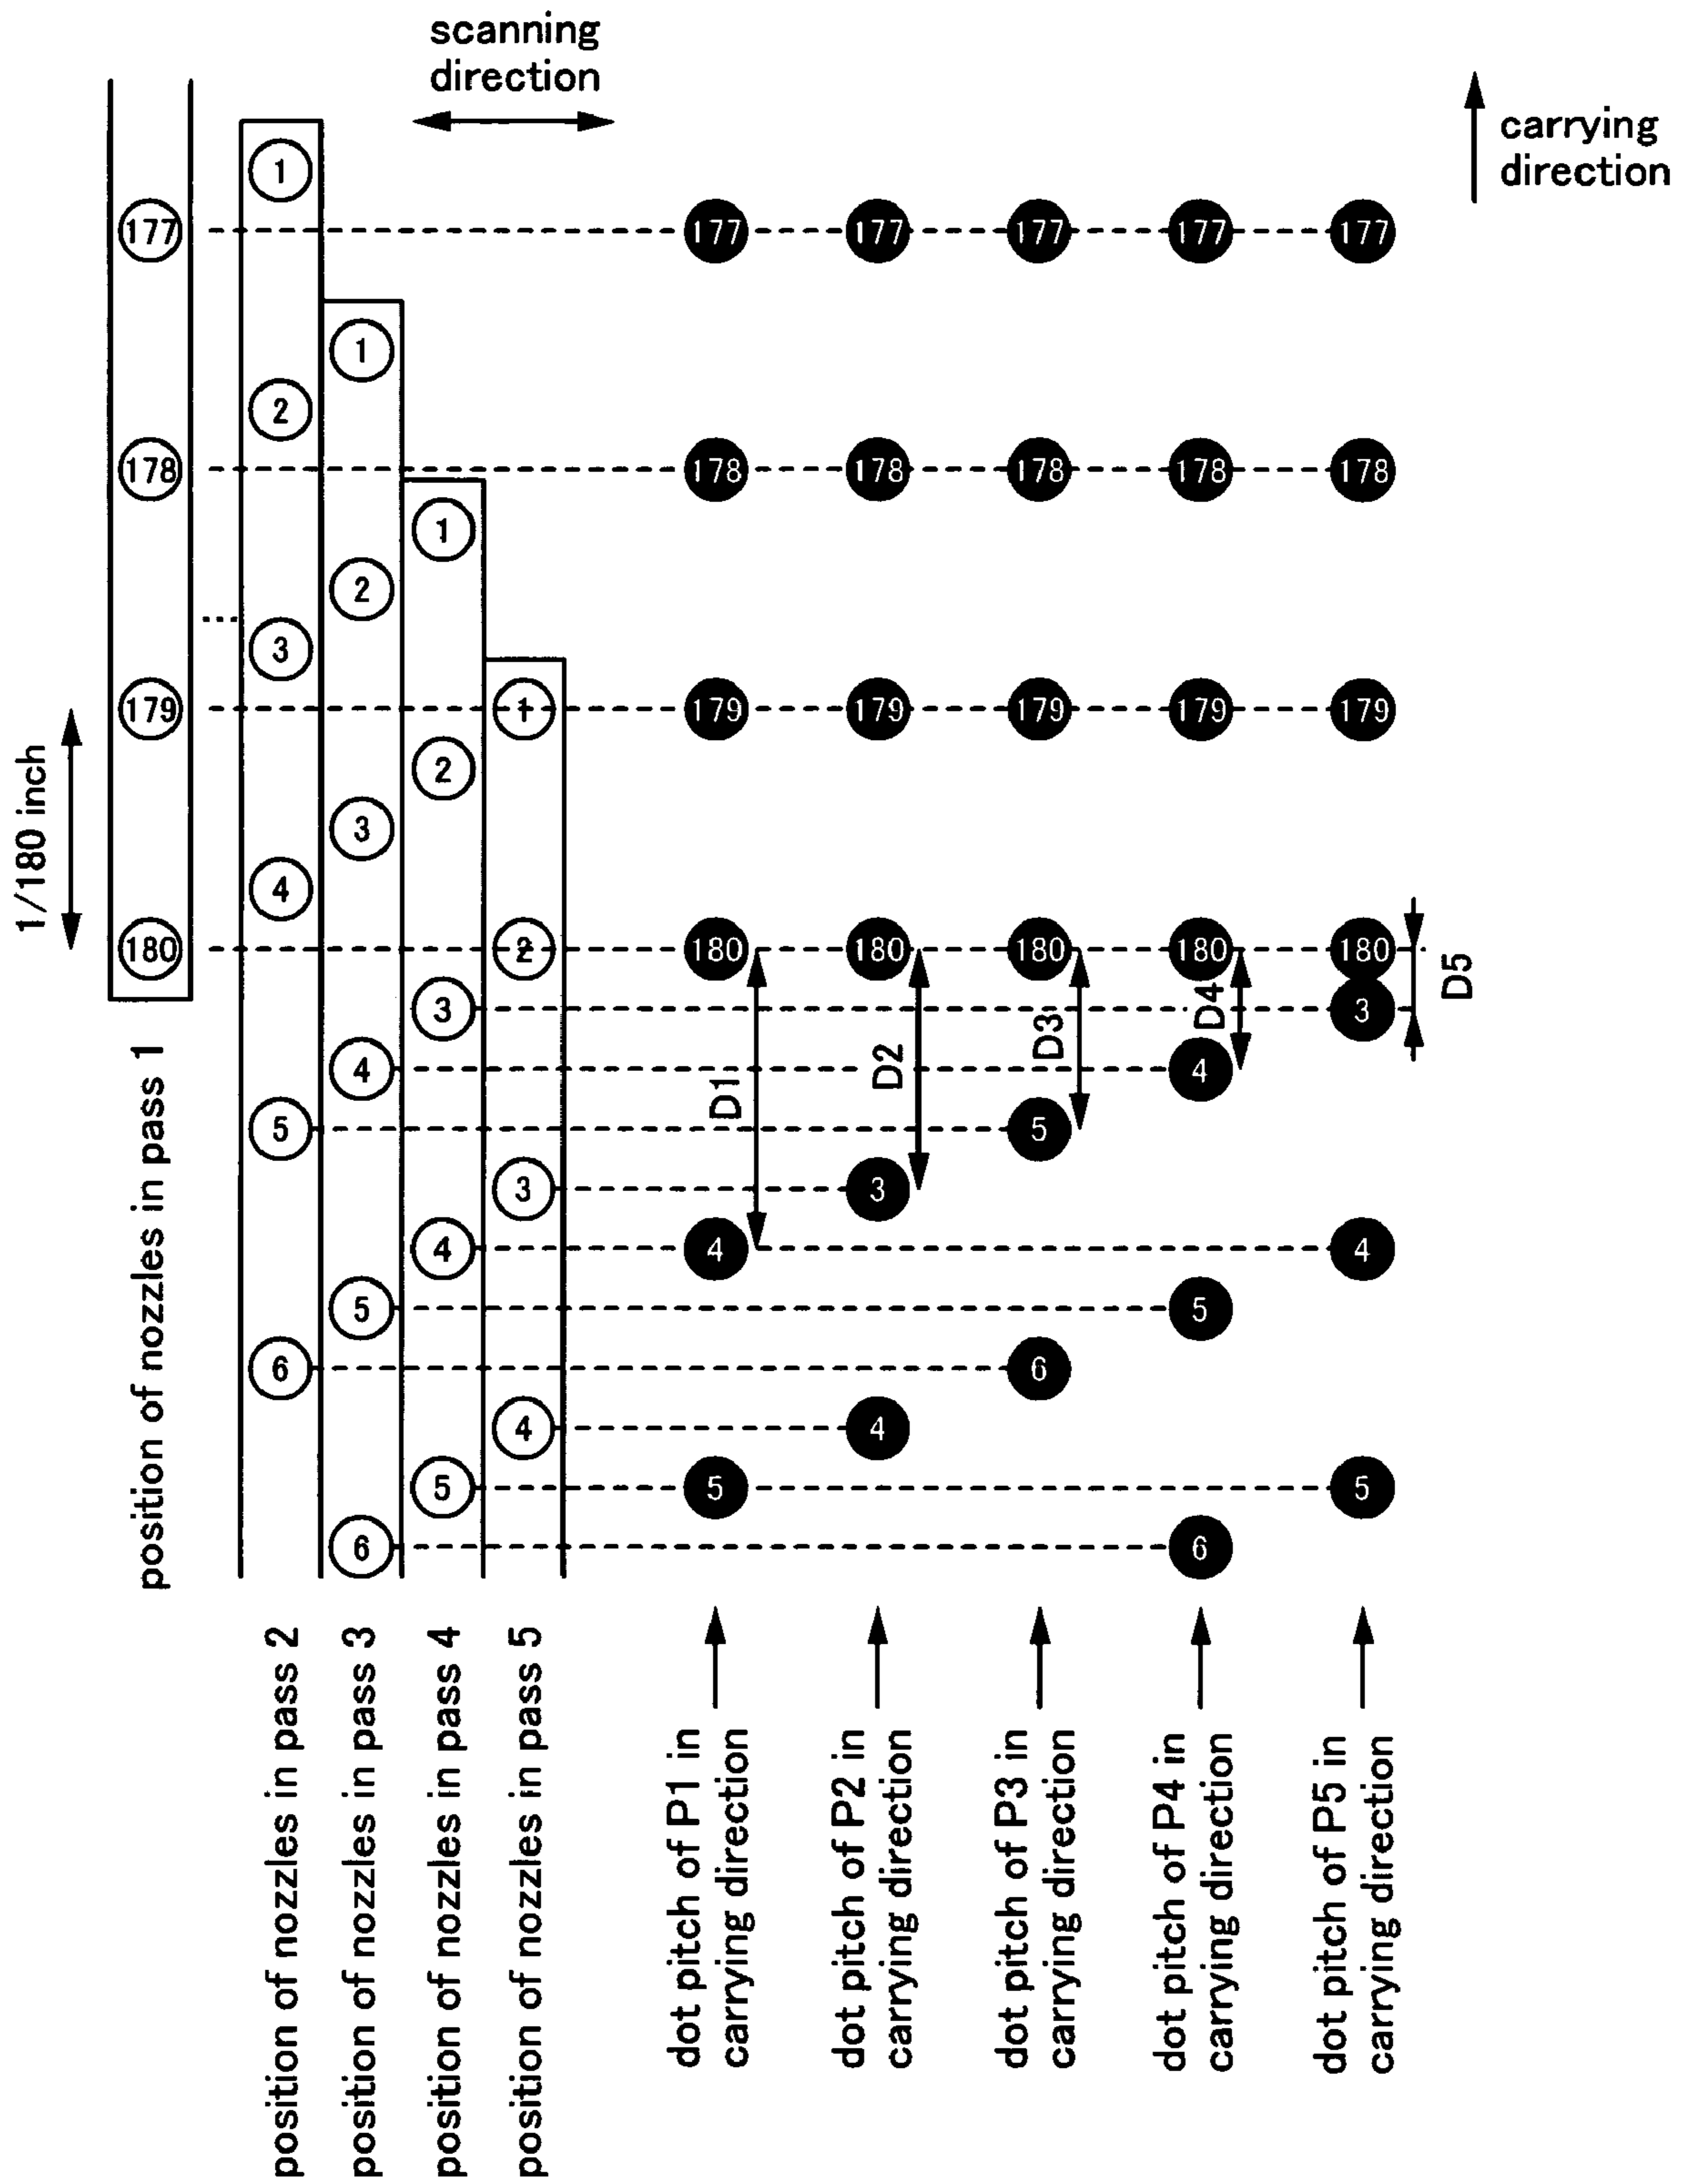 scanning
direction
carrying
direction
1
177 177 177 177 177 177
1
2
178 178 178 178 178 178
1
2
3
179 1 179 179 179 179 179
2
1/180 inch
3
4
180 2 180 180 180 180 180
D5
3 3
D4
D3
4 4
D2
5 5
D1
3 3
4 4 4
5 5
6 6
4 4
5 5 5
6 6
position of nozzles in pass 1
position of nozzles in pass 2
position of nozzles in pass 3
position of nozzles in pass 4
position of nozzles in pass 5
dot pitch of P1 in
carrying direction
dot pitch of P2 in
carrying direction
dot pitch of P3 in
carrying direction
dot pitch of P4 in
carrying direction
dot pitch of P5 in
carrying direction